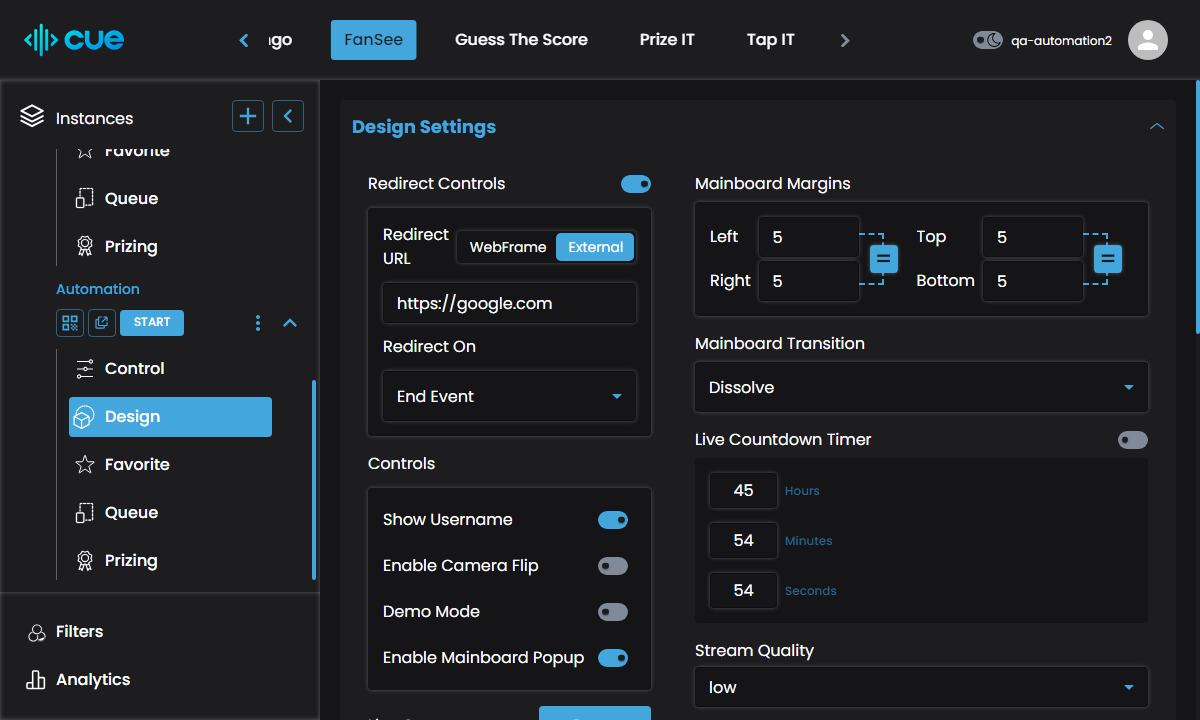 cue
FanSee
Guess The Score
Prize IT
Tap IT
qa-automation2
Instances
Favorite
Queue
Prizing
Automation
START
Control
Design
Favorite
Queue
Prizing
Filters
Analytics
Design Settings
Redirect Controls
Redirect
URL
WebFrame
External
https://google.com
Redirect On
End Event
Controls
Show Username
Enable Camera Flip
Demo Mode
Enable Mainboard Popup
Mainboard Margins
Left 5
Top 5
Right 5
Bottom 5
Mainboard Transition
Dissolve
Live Countdown Timer
45 Hours
54 Minutes
54 Seconds
Stream Quality
low